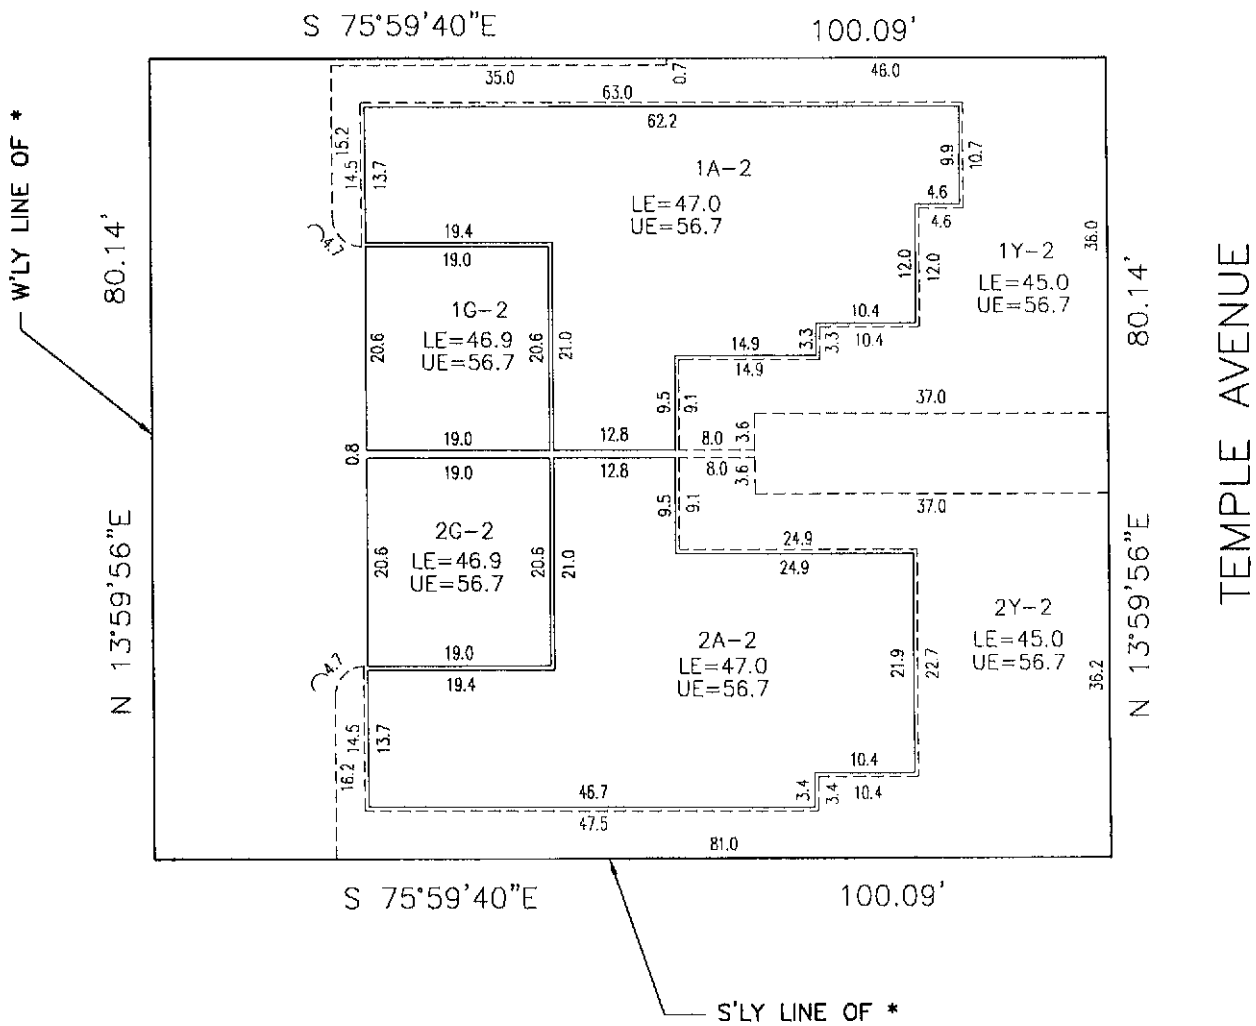 S 75°59'40"E
100.09'
35.0
0.7
46.0
63.0
62.2
W'LY LINE OF *
80.14'
15.2
14.5
13.7
4.7
1A-2
LE=47.0
UE=56.7
9.9
10.7
4.6
4.6
12.0
12.0
1Y-2
LE=45.0
UE=56.7
36.0
80.14'
TEMPLE AVENUE
19.4
19.0
1G-2
LE=46.9
UE=56.7
20.6
20.6
21.0
10.4
10.4
3.3
3.3
14.9
14.9
9.5
9.1
37.0
3.6
19.0
12.8
8.0
0.8
19.0
12.8
8.0
3.6
37.0
9.5
9.1
2G-2
LE=46.9
UE=56.7
20.6
20.6
21.0
24.9
24.9
N 13°59'56"E
N 13°59'56"E
2Y-2
LE=45.0
UE=56.7
36.2
2A-2
LE=47.0
UE=56.7
21.9
22.7
19.0
19.4
4.7
14.5
13.7
16.2
10.4
10.4
3.4
3.4
46.7
47.5
81.0
S 75°59'40"E
100.09'
S'LY LINE OF *